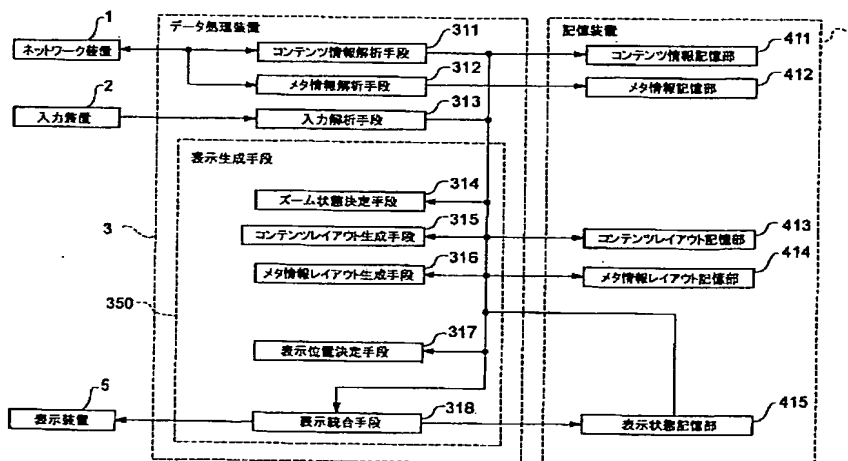 データ処理装置
記憶装置
1
ネットワーク装置
311
コンテンツ情報解析手段
411
コンテンツ情報記憶部
312
メタ情報解析手段
412
メタ情報記憶部
2
入力装置
313
入力解析手段
表示生成手段
314
ズーム状態決定手段
3
315
コンテンツレイアウト生成手段
413
コンテンツレイアウト記憶部
350
316
メタ情報レイアウト生成手段
414
メタ情報レイアウト記憶部
317
表示位置決定手段
5
表示装置
318
表示統合手段
415
表示状態記憶部